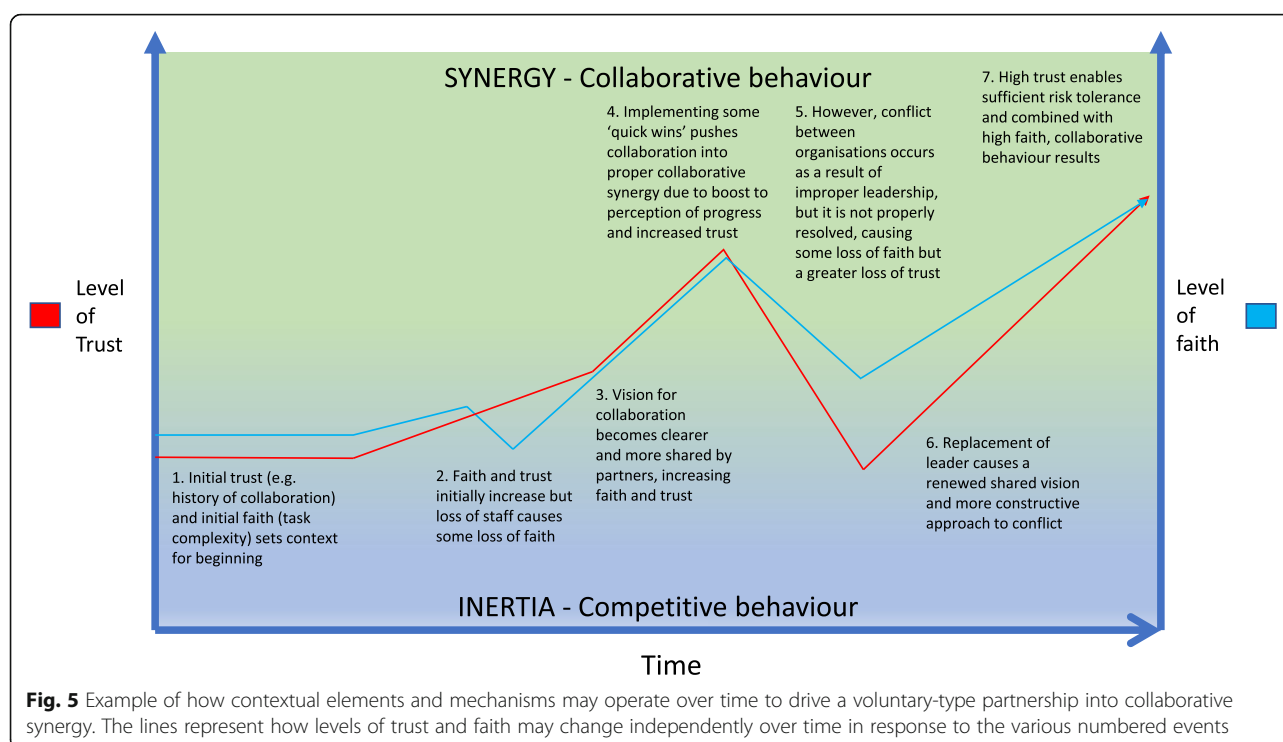 SYNERGY - Collaborative behaviour
7. High trust enables
sufficient risk tolerance
and combined with
high faith, collaborative
behaviour results
4. Implementing some
‘quick wins’ pushes
collaboration into
proper collaborative
synergy due to boost to
perception of progress
and increased trust
5. However, conflict
between
organisations occurs
as a result of
improper leadership,
but it is not properly
resolved, causing
some loss of faith but
a greater loss of trust
Level
of
Trust
Level
of
faith
3. Vision for
collaboration
becomes clearer
and more shared by
partners, increasing
faith and trust
6. Replacement of
leader causes a
renewed shared vision
and more constructive
approach to conflict
1. Initial trust (e.g.
history of collaboration)
and initial faith (task
complexity) sets context
for beginning
2. Faith and trust
initially increase but
loss of staff causes
some loss of faith
INERTIA - Competitive behaviour
Time
Fig. 5 Example of how contextual elements and mechanisms may operate over time to drive a voluntary-type partnership into collaborative
synergy. The lines represent how levels of trust and faith may change independently over time in response to the various numbered events